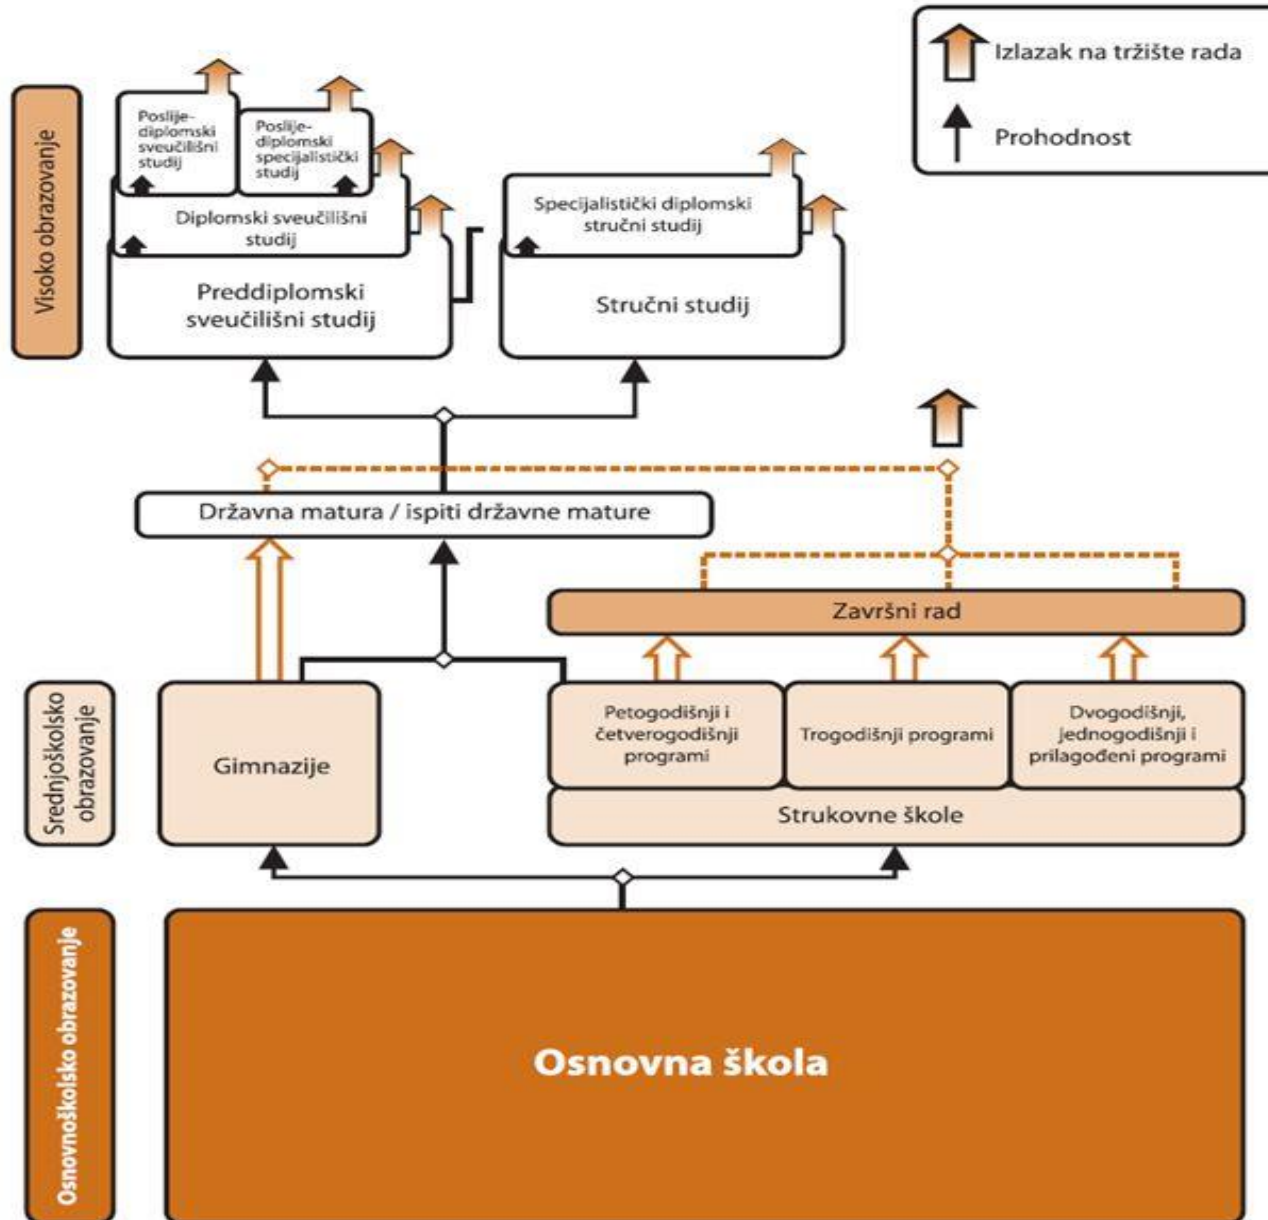 Izlazak na tržište rada
Prohodnost
Visoko obrazovanje
Poslije-
diplomski
sveučilišni
studij
Poslije-
diplomski
specijalistički
studij
Diplomski sveučilišni
studij
Preddiplomski
sveučilišni studij
Specijalistički diplomski
stručni studij
Stručni studij
Državna matura / ispiti državne mature
Završni rad
Srednjoškolsko
obrazovanje
Gimnazije
Petogodišnji i
četverogodišnji
programi
Trogodišnji programi
Dvogodišnji,
jednogodišnji i
prilagođeni programi
Strukovne škole
Osnovnoškolsko obrazovanje
Osnovna škola